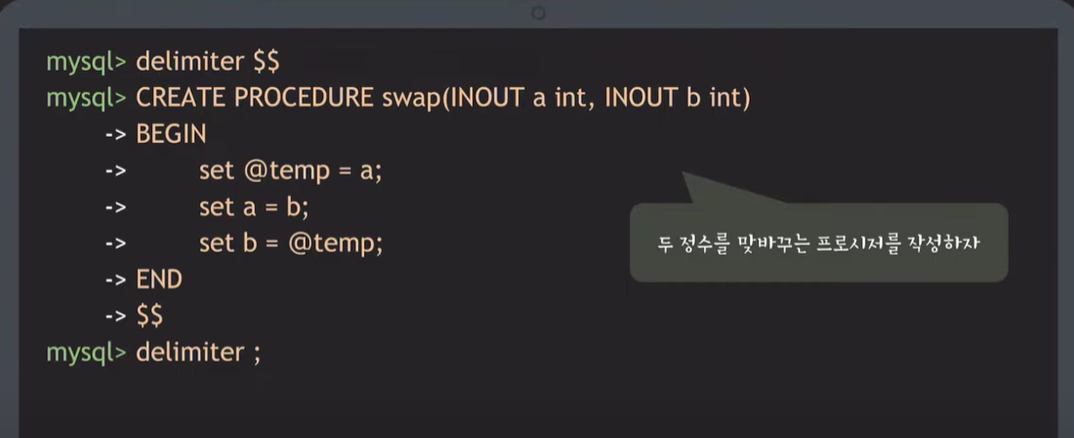 mysql> delimiter $$
mysql> CREATE PROCEDURE swap(INOUT a int, INOUT b int)
-> BEGIN
-> set @temp = a;
-> set a = b;
-> set b = @temp;
-> END
-> $$
mysql> delimiter ;
두 정수를 맞바꾸는 프로시저를 작성하자